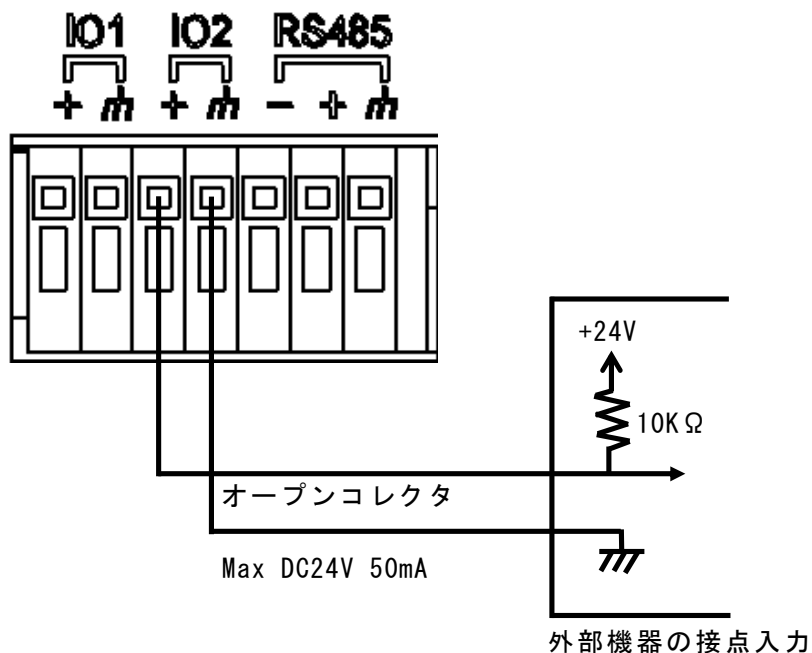 IO1 IO2 RS485
+ + - +
+24V
10KΩ
オープンコレクタ
Max DC24V 50mA
外部機器の接点入力